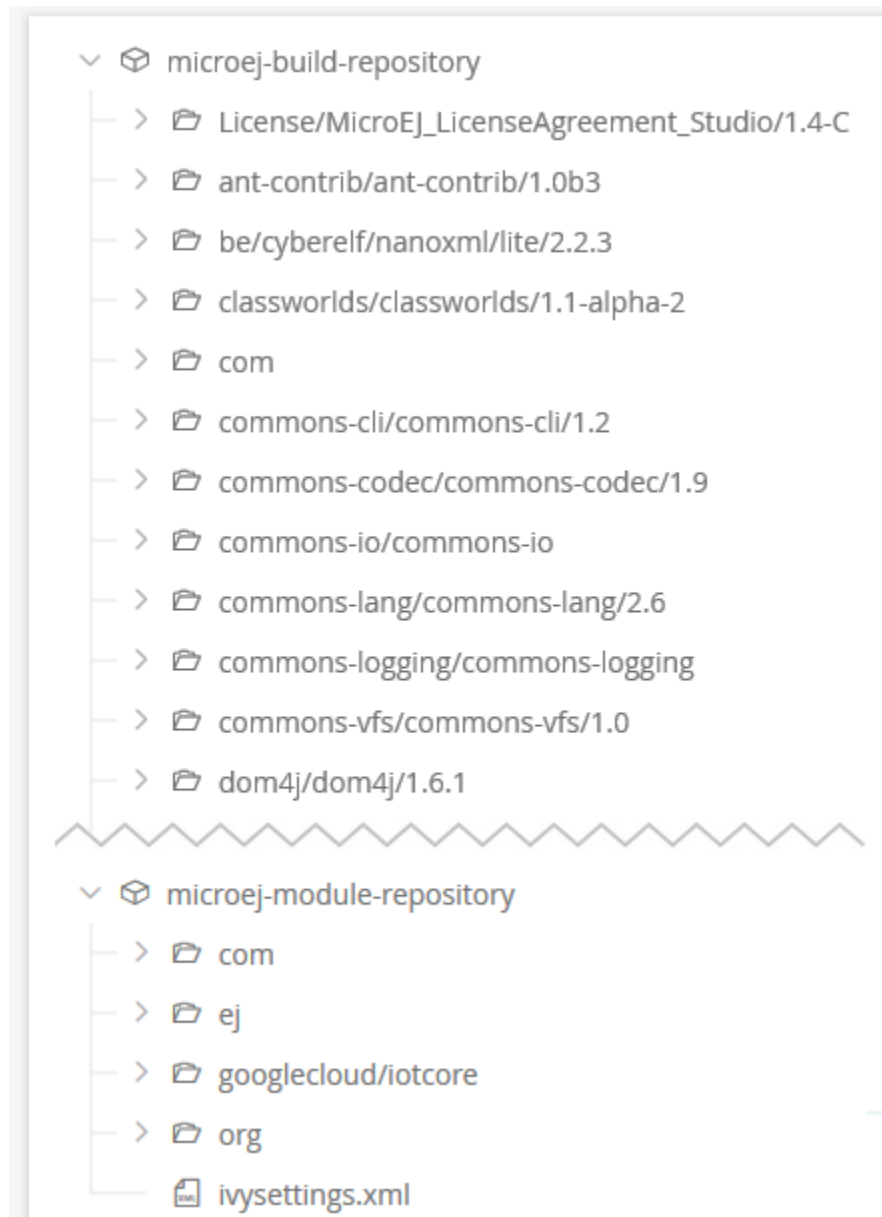 microej-build-repository
License/MicroEJ_LicenseAgreement_Studio/1.4-C
ant-contrib/ant-contrib/1.0b3
be/cyberelf/nanoxml/lite/2.2.3
classworlds/classworlds/1.1-alpha-2
com
commons-cli/commons-cli/1.2
commons-codec/commons-codec/1.9
commons-io/commons-io
commons-lang/commons-lang/2.6
commons-logging/commons-logging
commons-vfs/commons-vfs/1.0
dom4j/dom4j/1.6.1
microej-module-repository
com
ej
googlecloud/iotcore
org
ivysettings.xml